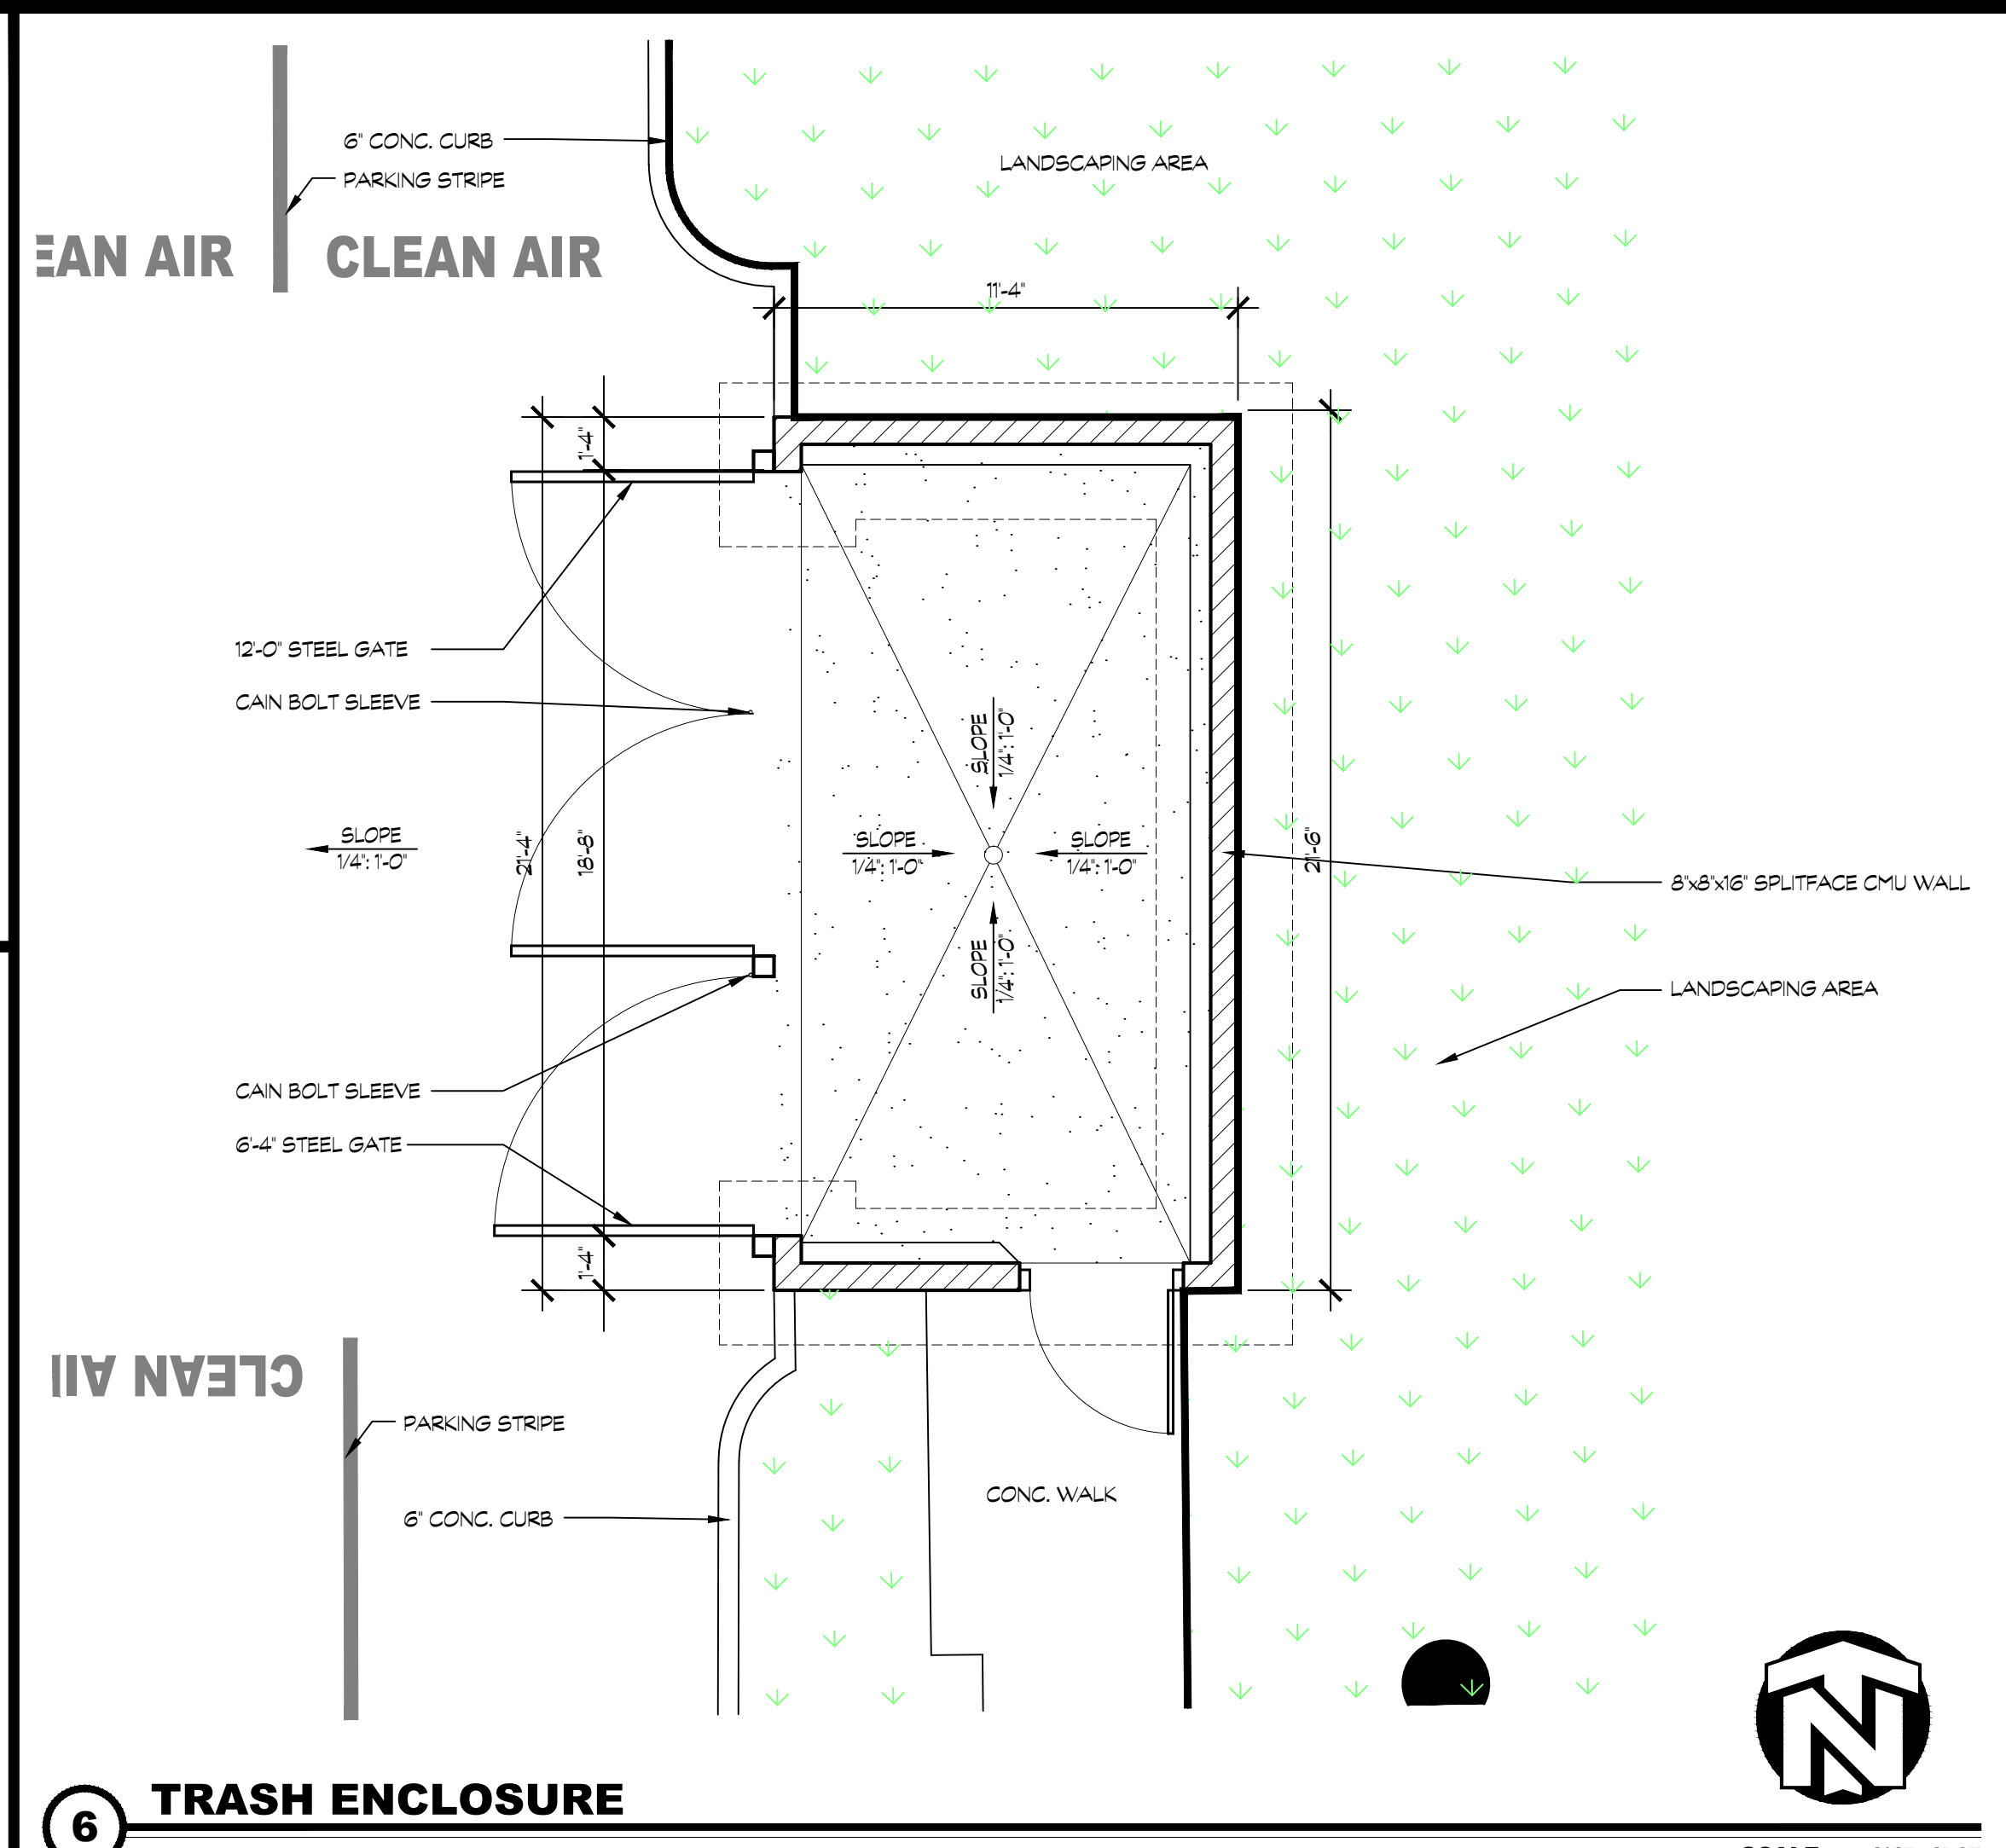 6" CONC. CURB
PARKING STRIPE
LANDSCAPING AREA
EAN AIR
CLEAN AIR
11'-4"
1'-4"
12'-0" STEEL GATE
CAIN BOLT SLEEVE
SLOPE
1/4": 1'-0"
SLOPE
1/4": 1'-0"
21'-4"
18'-8"
SLOPE
1/4": 1'-0"
SLOPE
1/4": 1'-0"
21'-6"
8"x8"x16" SPLITFACE CMU WALL
SLOPE
1/4": 1'-0"
LANDSCAPING AREA
CAIN BOLT SLEEVE
6'-4" STEEL GATE
1'-4"
CLEAN AI
PARKING STRIPE
CONC. WALK
6" CONC. CURB
N
TRASH ENCLOSURE
6